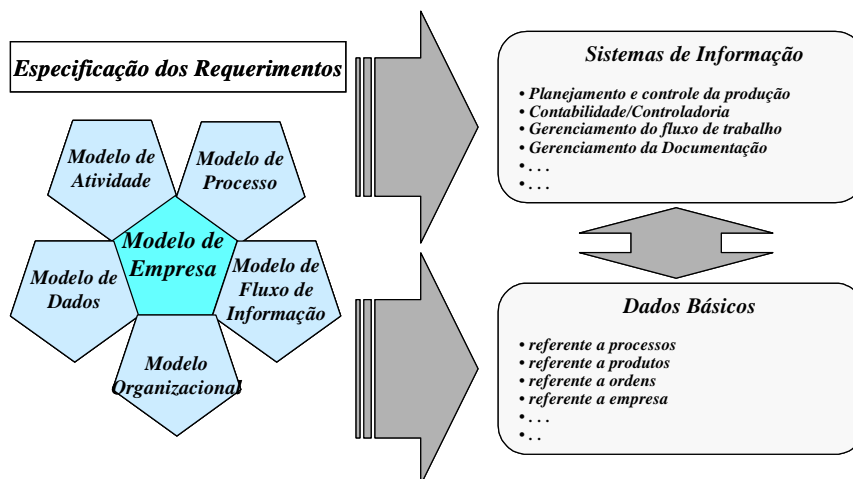 Especificação dos Requerimentos
Modelo de
Atividade
Modelo de
Processo
Modelo de
Empresa
Modelo de
Dados
Modelo de
Fluxo de
Informação
Modelo
Organizacional
Sistemas de Informação
• Planejamento e controle da produção
• Contabilidade/Controladoria
• Gerenciamento do fluxo de trabalho
• Gerenciamento da Documentação
• . . .
• . . .
Dados Básicos
• referente a processos
• referente a produtos
• referente a ordens
• referente a empresa
• . . .
• . .